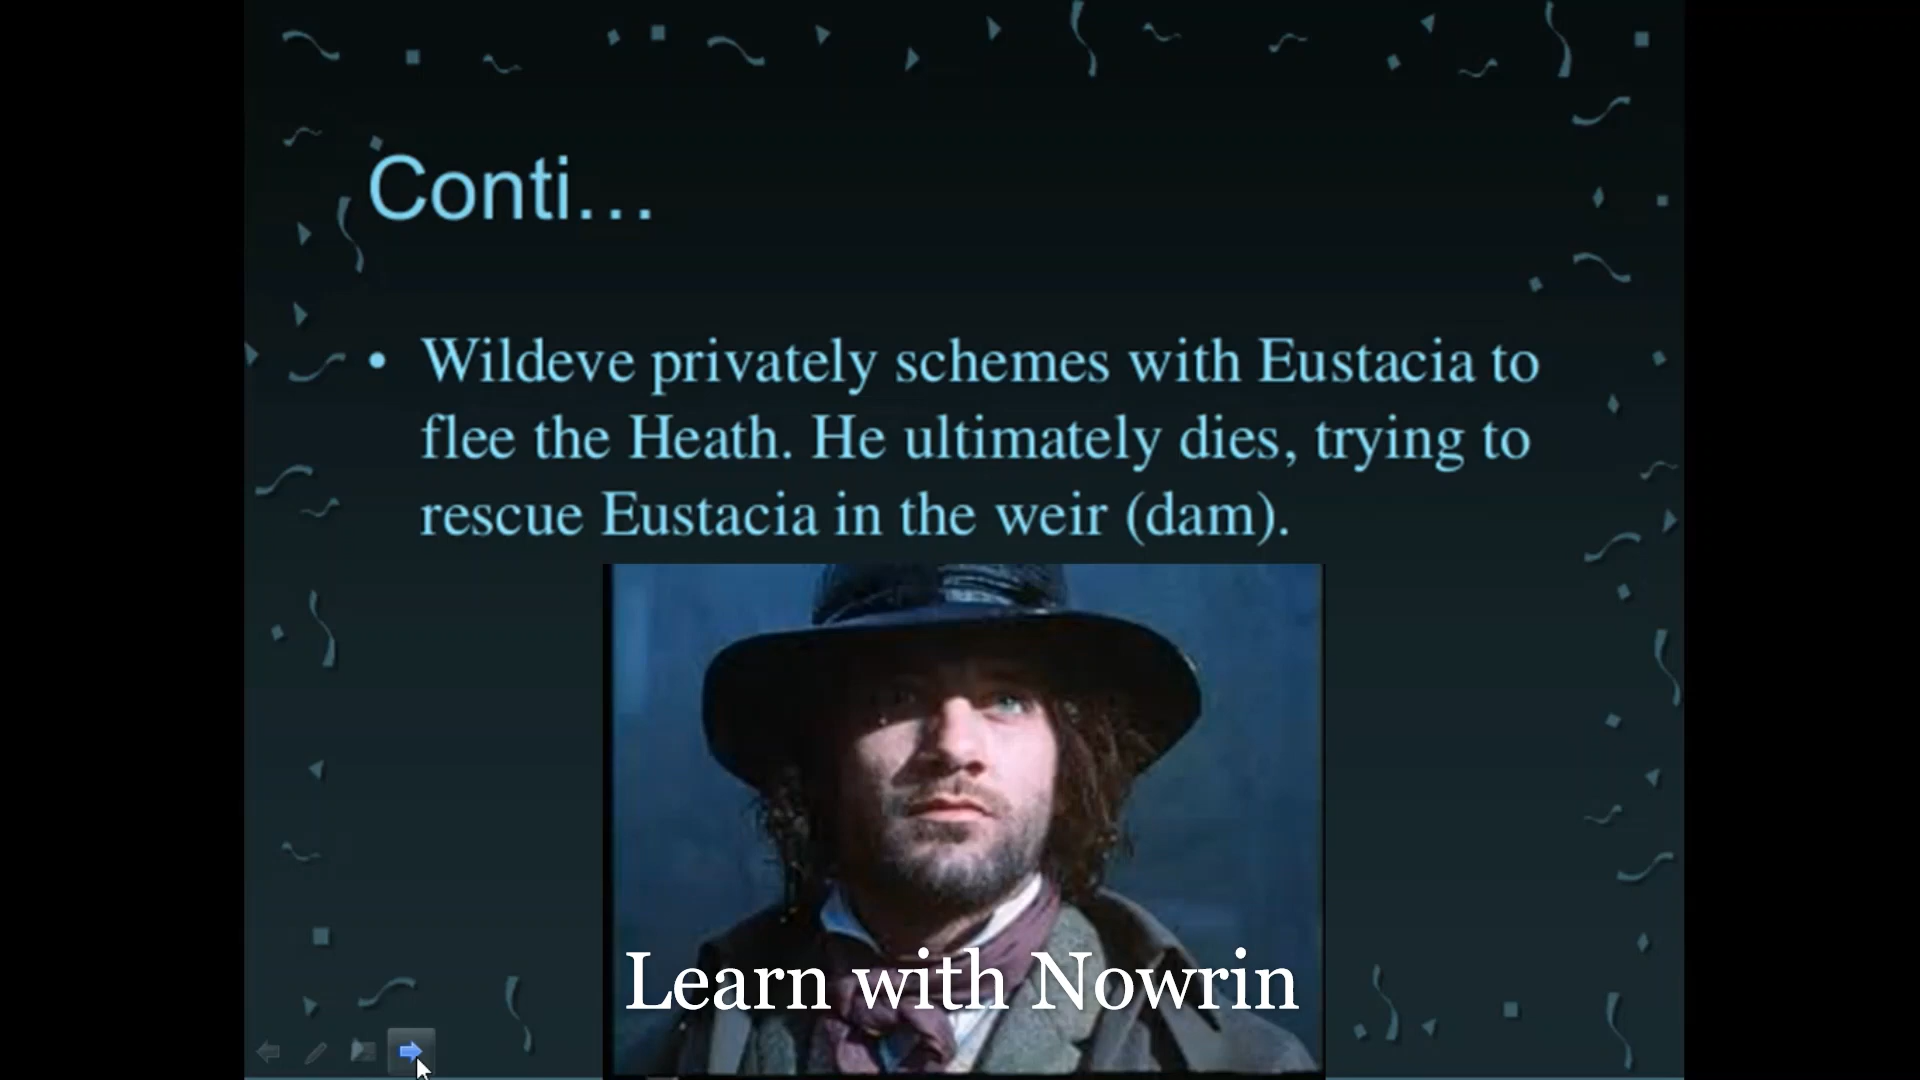 Conti...
• Wildeve privately schemes with Eustacia to
flee the Heath. He ultimately dies, trying to
rescue Eustacia in the weir (dam).
Learn with Nowrin